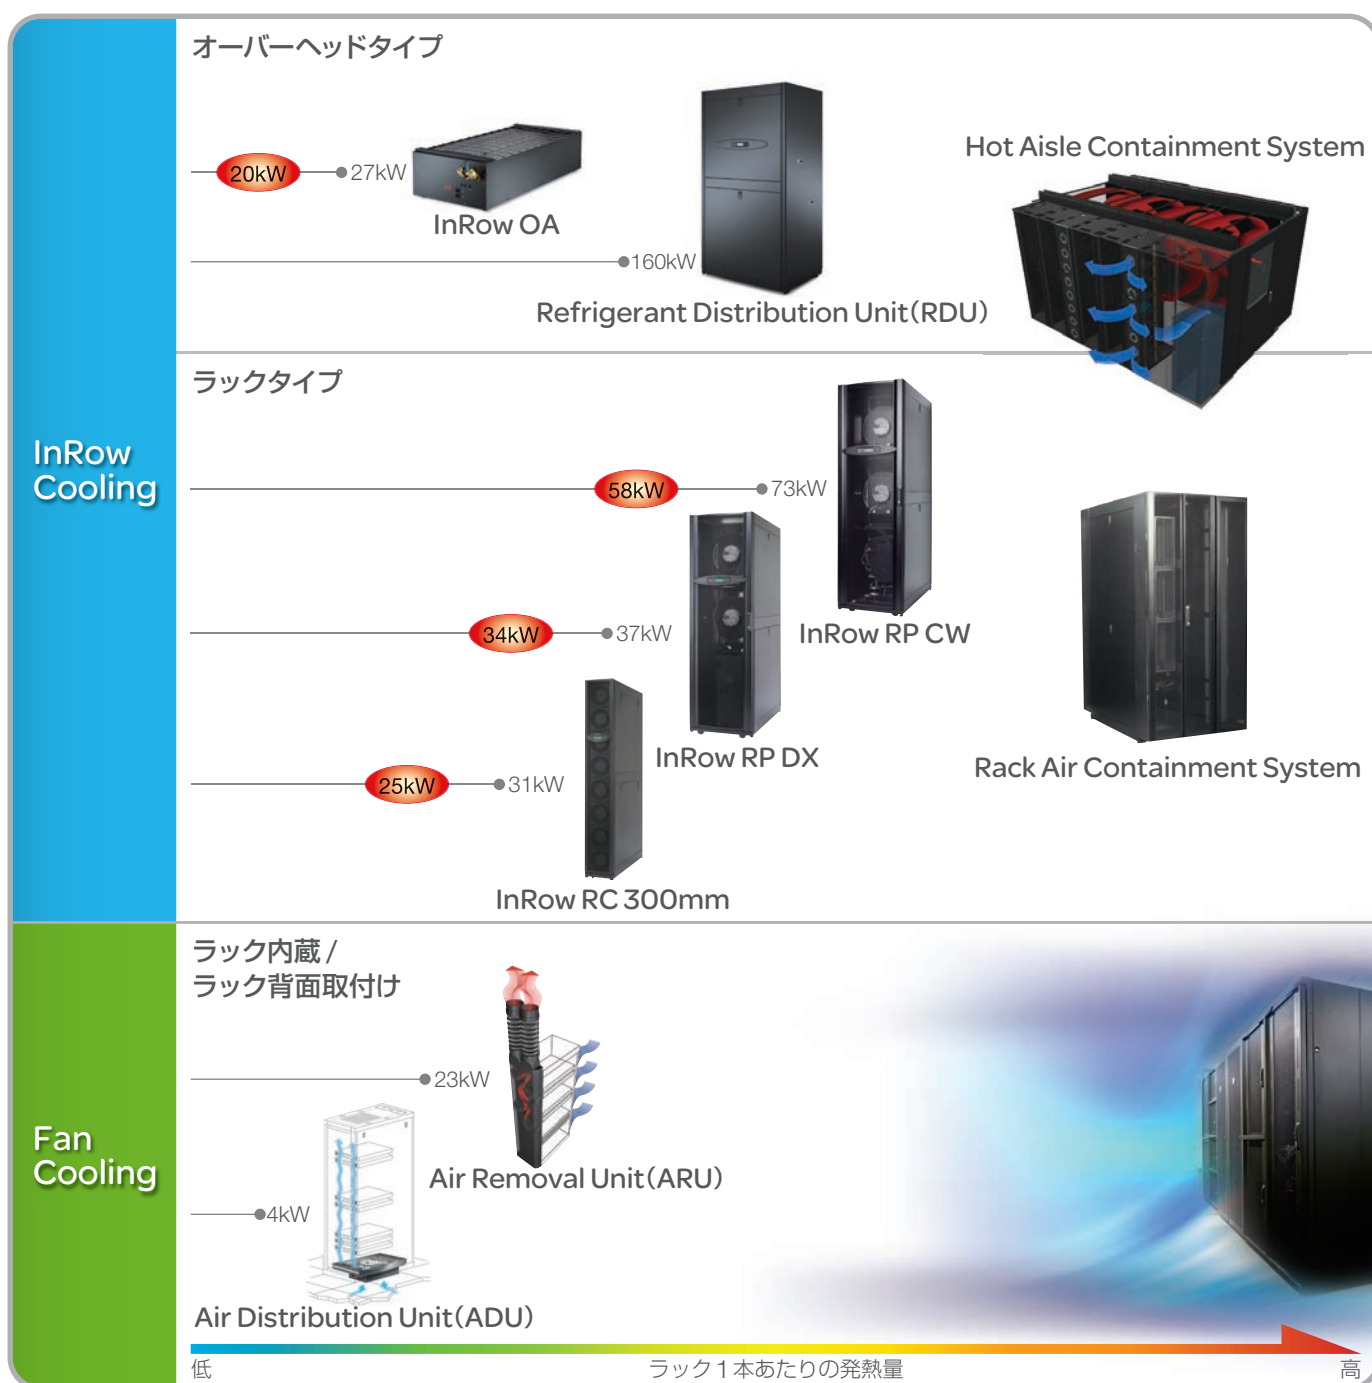 オーバーヘッドタイプ
20kW
27kW
InRow OA
160kW
Refrigerant Distribution Unit(RDU)
Hot Aisle Containment System
InRow
Cooling
ラックタイプ
58kW
73kW
InRow RP CW
34kW
37kW
InRow RP DX
25kW
31kW
InRow RC 300mm
Rack Air Containment System
Fan
Cooling
ラック内蔵 /
ラック背面取付け
23kW
Air Removal Unit(ARU)
4kW
Air Distribution Unit(ADU)
低
ラック1本あたりの発熱量
高